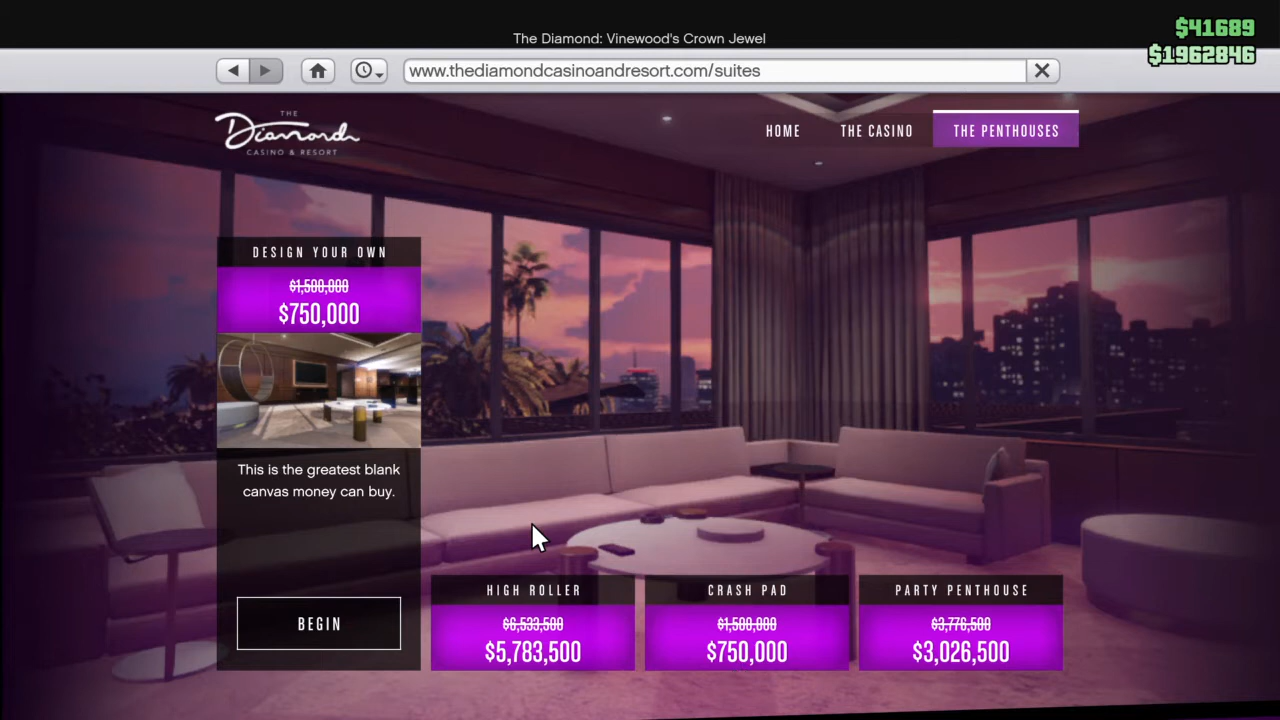 The Diamond: Vinewood's Crown Jewel
$41689
$1962846
www.thediamondcasinoandresort.com/suites
THE
Diamond
CASINO & RESORT
HOME
THE CASINO
THE PENTHOUSES
DESIGN YOUR OWN
$1,500,000
$750,000
This is the greatest blank
canvas money can buy.
BEGIN
HIGH ROLLER
$6,533,500
$5,783,500
CRASH PAD
$1,500,000
$750,000
PARTY PENTHOUSE
$3,776,500
$3,026,500